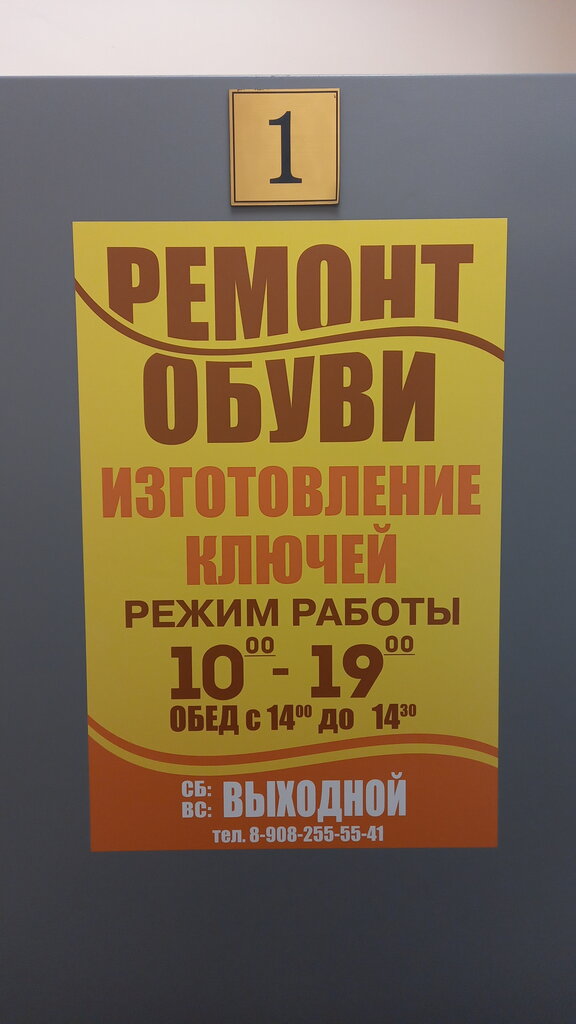 1
РЕМОНТ
ОБУВИ
ИЗГОТОВЛЕНИЕ
КЛЮЧЕЙ
РЕЖИМ РАБОТЫ
10⁰⁰ - 19⁰⁰
ОБЕД с 14⁰⁰ до 14³⁰
СБ:
ВС: ВЫХОДНОЙ
тел. 8-908-255-55-41